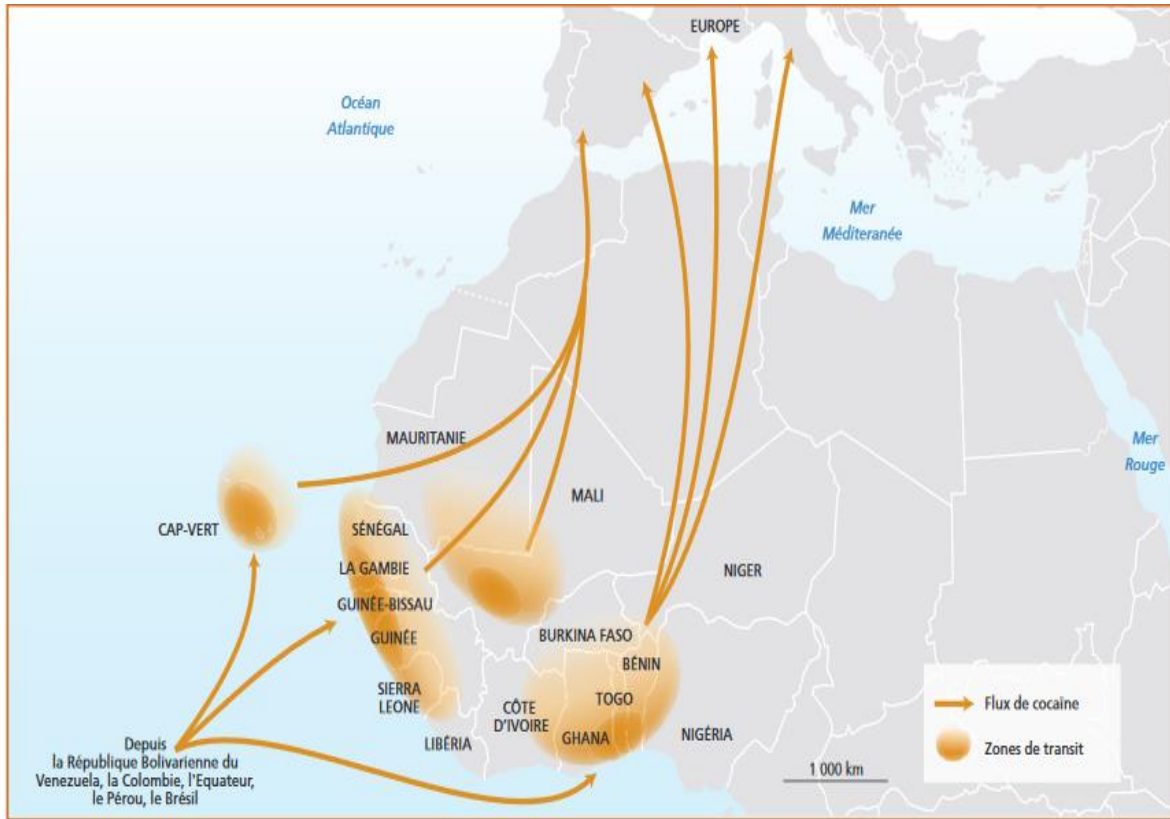 EUROPE
Océan
Atlantique
Mer
Méditeranée
Mer
Rouge
MAURITANIE
MALI
NIGER
CAP-VERT
SÉNÉGAL
LA GAMBIE
GUINÉE-BISSAU
GUINÉE
SIERRA
LEONE
LIBÉRIA
CÔTE
D'IVOIRE
BURKINA FASO
BÉNIN
TOGO
GHANA
NIGÉRIA
Depuis
la République Bolivarienne du
Venezuela, la Colombie, l'Equateur,
le Pérou, le Brésil
1 000 km
Flux de cocaïne
Zones de transit